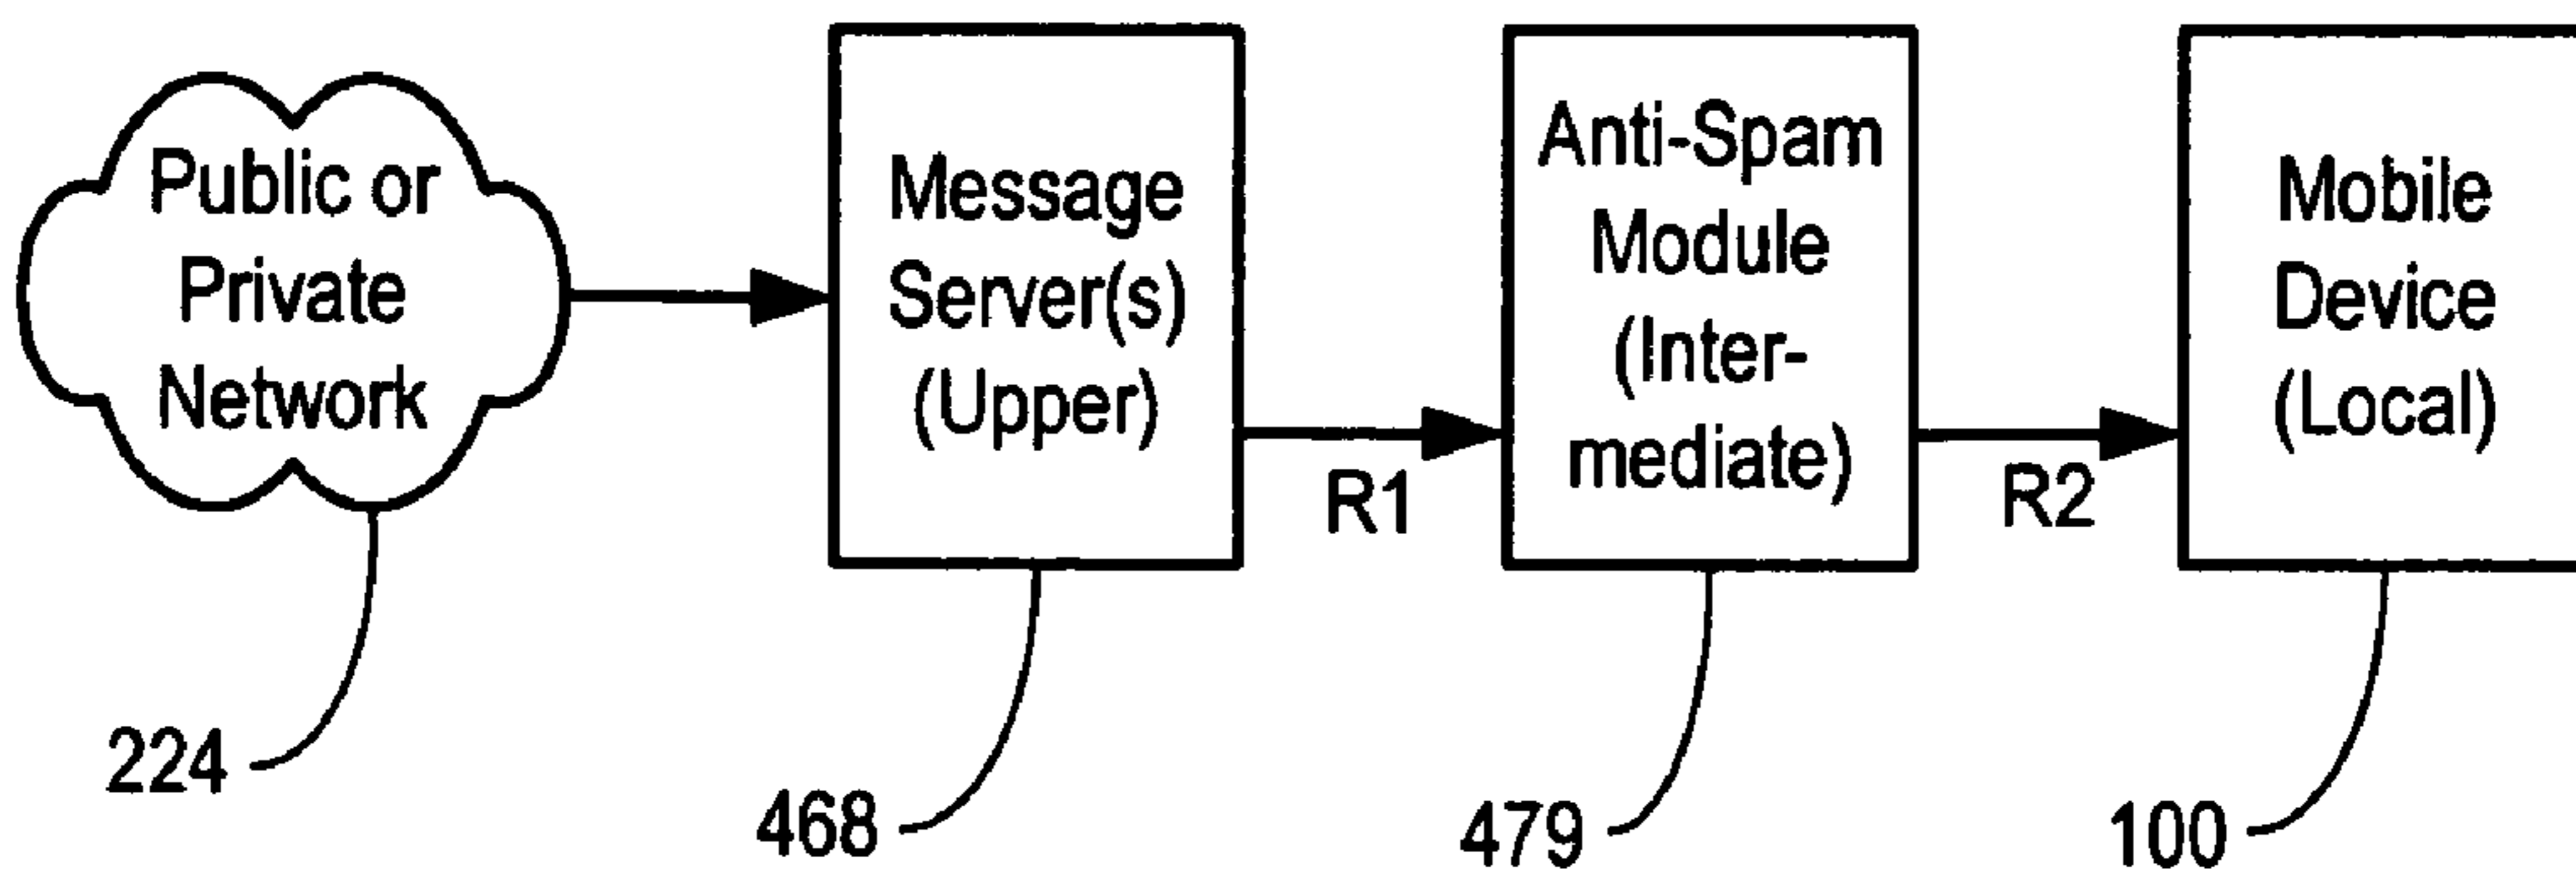 Public or
Private
Network
Message
Server(s)
(Upper)
Anti-Spam
Module
(Inter-
mediate)
Mobile
Device
(Local)
R1
R2
224
468
479
100